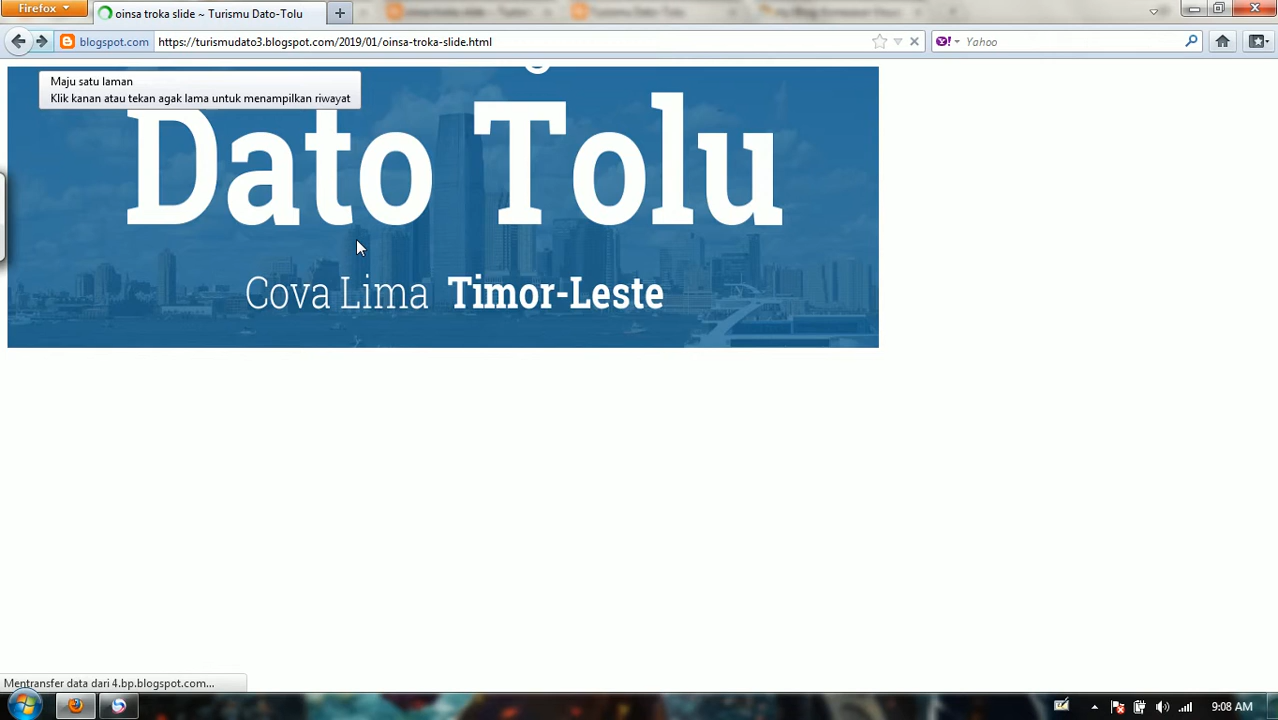 Firefox
oinsa troka slide ~ Turismu Dato-Tolu
blogspot.com
https://turismudato3.blogspot.com/2019/01/oinsa-troka-slide.html
Yahoo
Maju satu laman
Klik kanan atau tekan agak lama untuk menampilkan riwayat
Dato Tolu
Cova Lima Timor-Leste
Mentransfer data dari 4.bp.blogspot.com...
9:08 AM